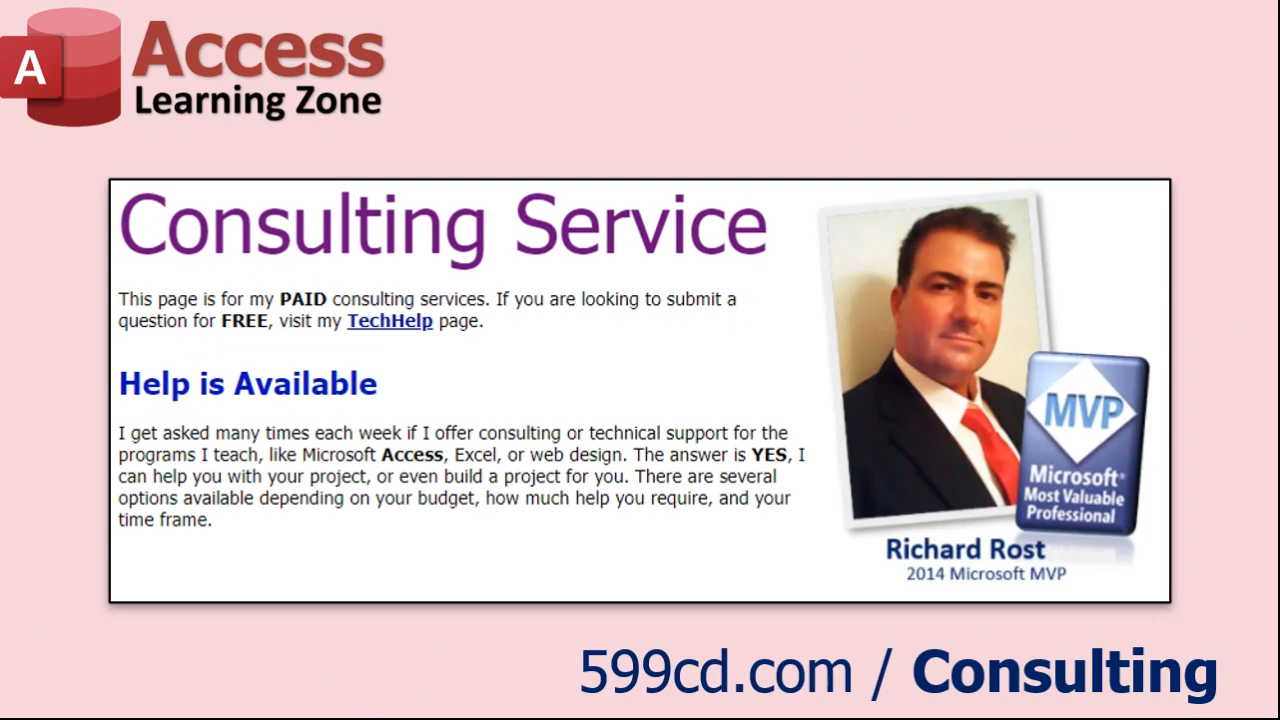 A
Access
Learning Zone
Consulting Service
This page is for my PAID consulting services. If you are looking to submit a
question for FREE, visit my TechHelp page.
Help is Available
I get asked many times each week if I offer consulting or technical support for the
programs I teach, like Microsoft Access, Excel, or web design. The answer is YES, I
can help you with your project, or even build a project for you. There are several
options available depending on your budget, how much help you require, and your
time frame.
MVP
Microsoft®
Most Valuable
Professional
Richard Rost
2014 Microsoft MVP
599cd.com / Consulting